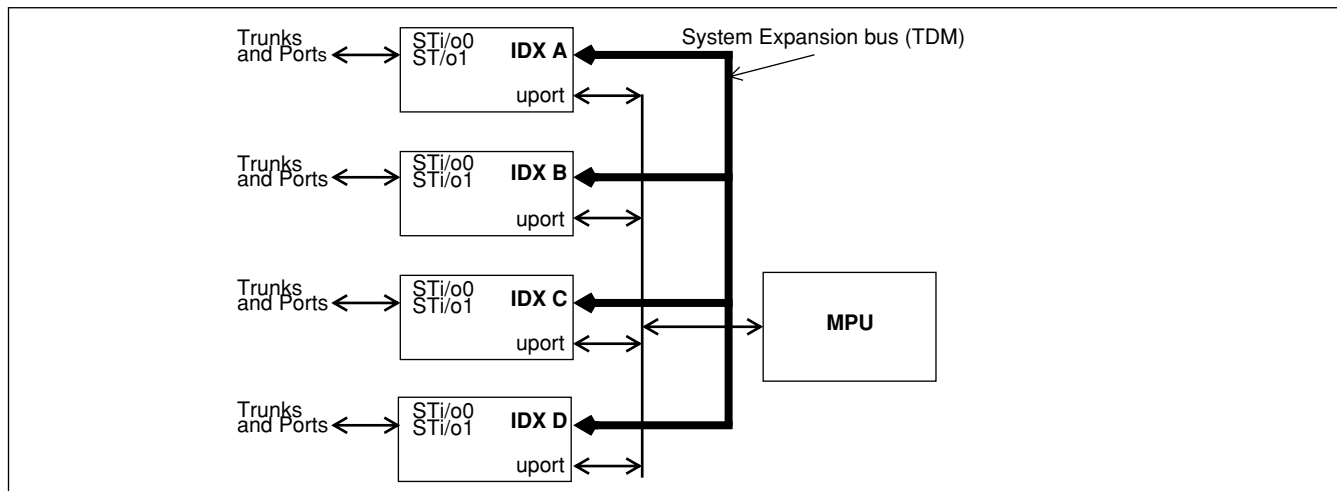 System Expansion bus (TDM)
Trunks
and Ports
STi/o0
ST/o1
IDX A
uport
Trunks
and Ports
STi/o0
STi/o1
IDX B
uport
Trunks
and Ports
STi/o0
STi/o1
IDX C
uport
MPU
Trunks
and Ports
STi/o0
STi/o1
IDX D
uport